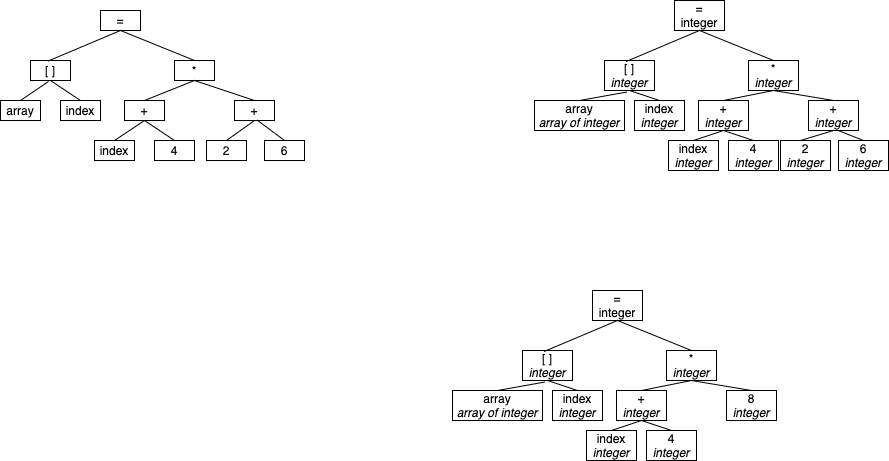 =
[ ]
*
array
index
+
+
index
4
2
6
=
integer
[ ]
integer
*
integer
array
array of integer
index
integer
+
integer
+
integer
index
integer
4
integer
2
integer
6
integer
=
integer
[ ]
integer
*
integer
array
array of integer
index
integer
+
integer
8
integer
index
integer
4
integer